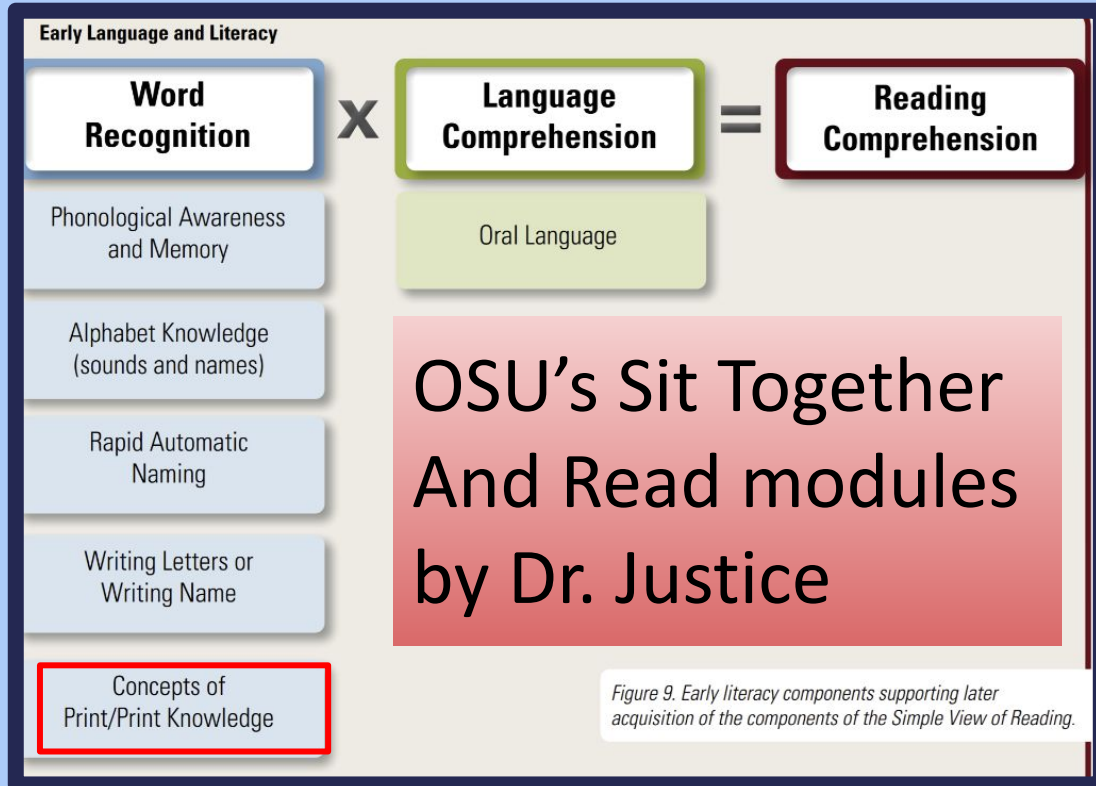 Early Language and Literacy
Word
Recognition
X
Language
Comprehension
=
Reading
Comprehension
Phonological Awareness
and Memory
Oral Language
Alphabet Knowledge
(sounds and names)
Rapid Automatic
Naming
Writing Letters or
Writing Name
Concepts of
Print/Print Knowledge
OSU’s Sit Together
And Read modules
by Dr. Justice
Figure 9. Early literacy components supporting later
acquisition of the components of the Simple View of Reading.